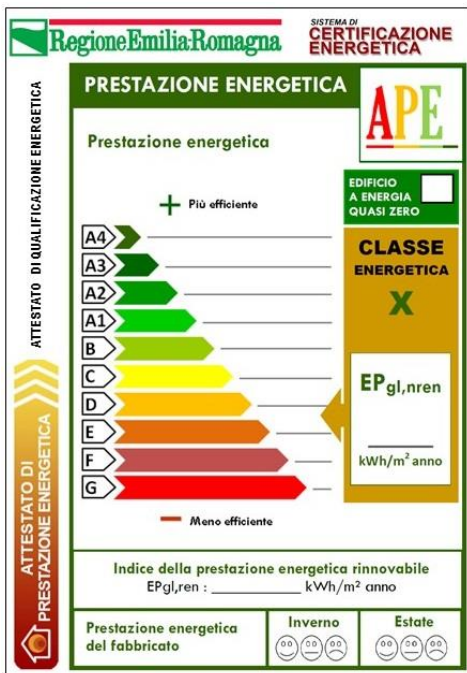 RegioneEmilia-Romagna
SISTEMA DI
CERTIFICAZIONE
ENERGETICA
ATTESTATO DI QUALIFICAZIONE ENERGETICA
ATTESTATO DI
PRESTAZIONE ENERGETICA
PRESTAZIONE ENERGETICA
APE
Prestazione energetica
+ Più efficiente
EDIFICIO
A ENERGIA
QUASI ZERO
A4
A3
A2
A1
B
C
D
E
F
G
CLASSE
ENERGETICA
X
EPgl,nren
kWh/m² anno
— Meno efficiente
Indice della prestazione energetica rinnovabile
EPgl,ren : __________ kWh/m² anno
Prestazione energetica
del fabbricato
Inverno
Estate